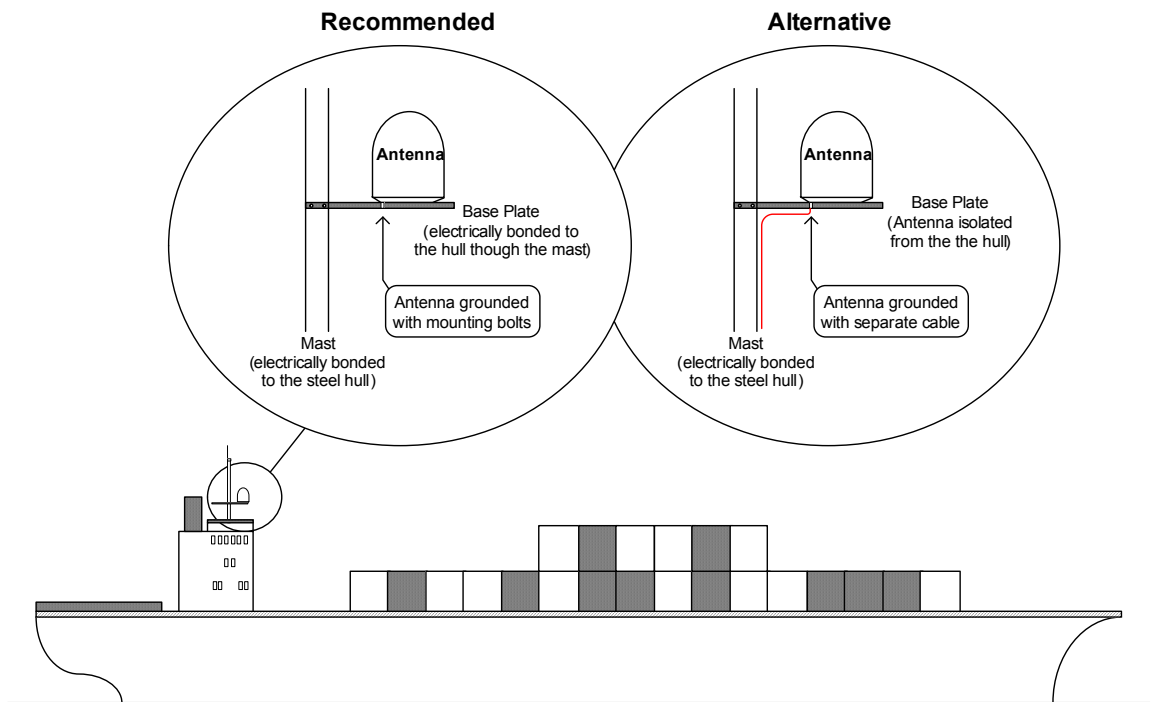 Recommended
Antenna
Base Plate
(electrically bonded to
the hull though the mast)
Antenna grounded
with mounting bolts
Mast
(electrically bonded
to the steel hull)
Alternative
Antenna
Base Plate
(Antenna isolated
from the the hull)
Antenna grounded
with separate cable
Mast
(electrically bonded
to the steel hull)